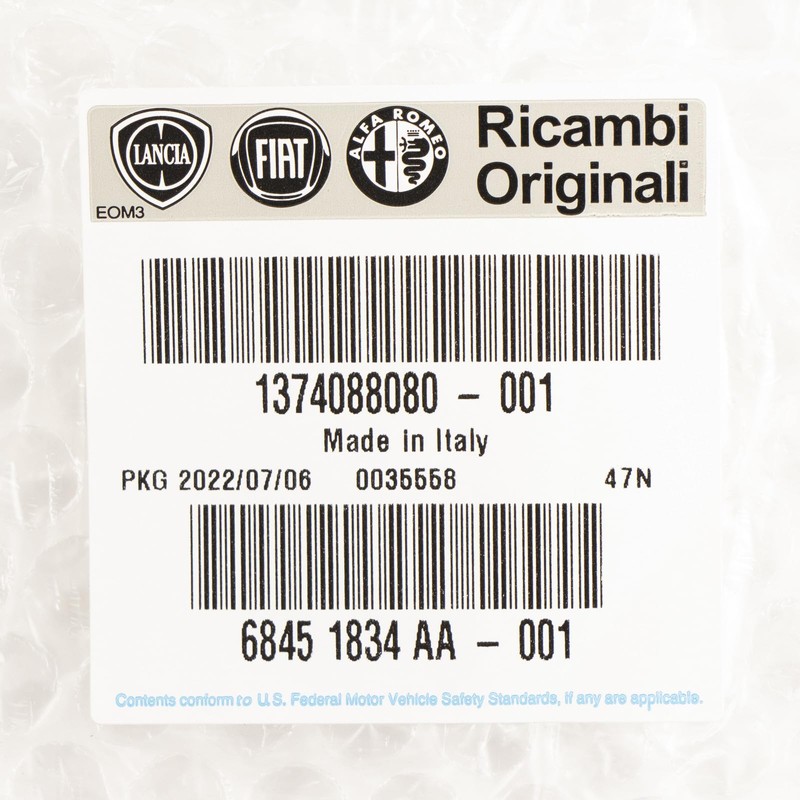 LANCIA FIAT ALFA ROMEO Ricambi
Originali
EOM3
1374088080 - 001
Made in Italy
PKG 2022/07/06 0035558 47N
6845 1834 AA - 001
Contents conform to U.S. Federal Motor Vehicle Safety Standards, if any are applicable.